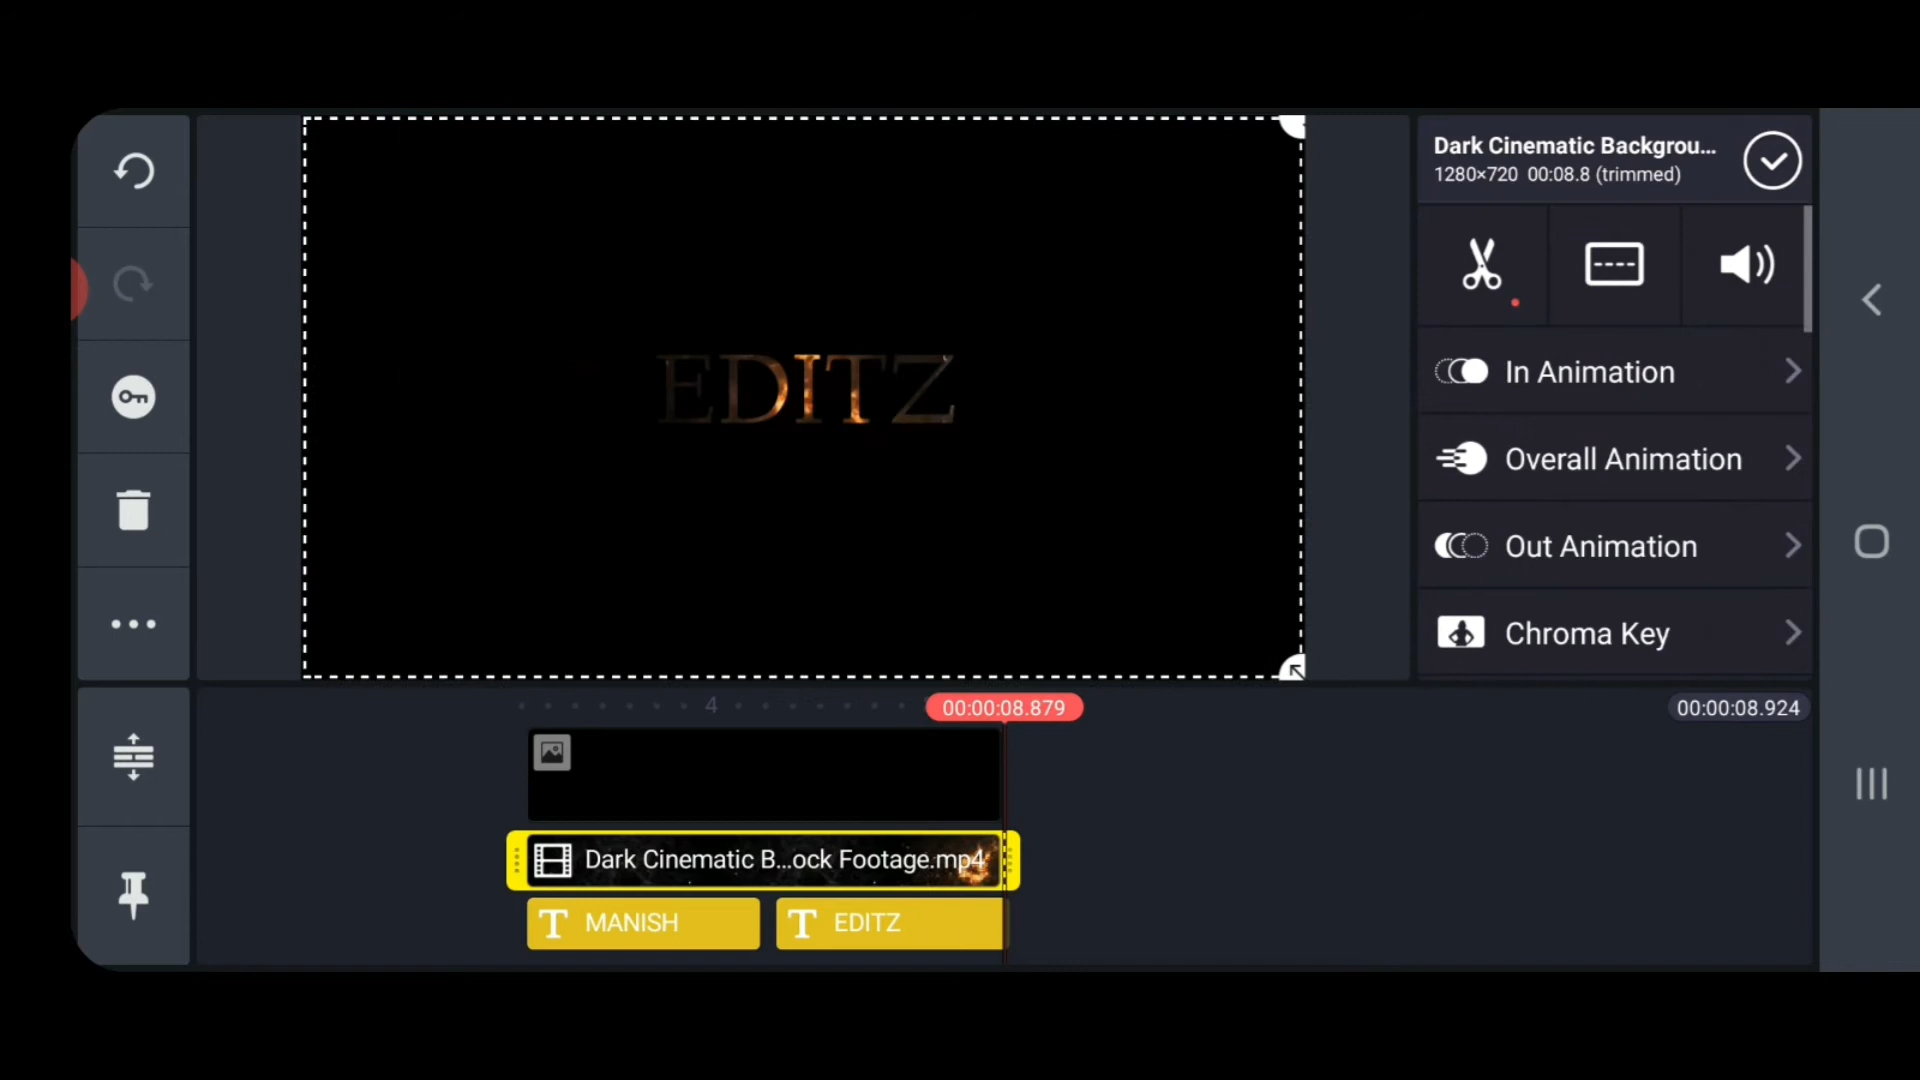 Dark Cinematic Backgrou...
1280×720 00:08.8 (trimmed)
EDITZ
In Animation
Overall Animation
Out Animation
Chroma Key
4
00:00:08.879
00:00:08.924
Dark Cinematic B...ock Footage.mp4
T MANISH
T EDITZ